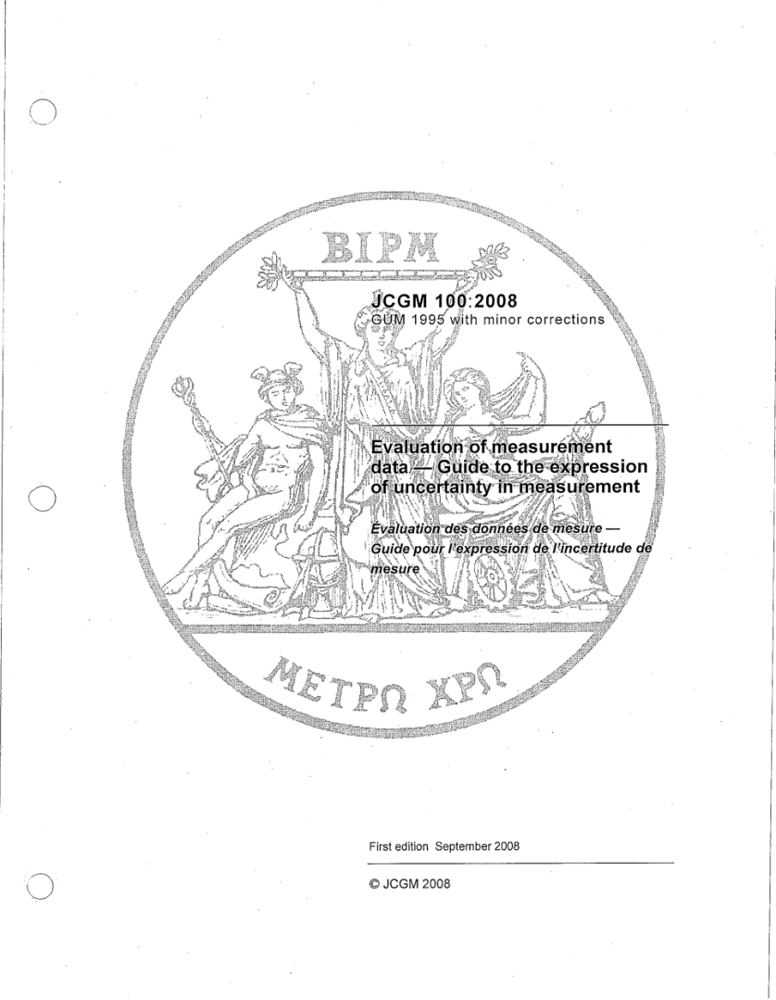 BIPM
JCGM 100:2008
GUM 1995 with minor corrections
Evaluation of measurement
data — Guide to the expression
of uncertainty in measurement
Évaluation des données de mesure —
Guide pour l'expression de l'incertitude de
mesure
ΜΕΤΡΩ ΧΡΩ
First edition September 2008
© JCGM 2008